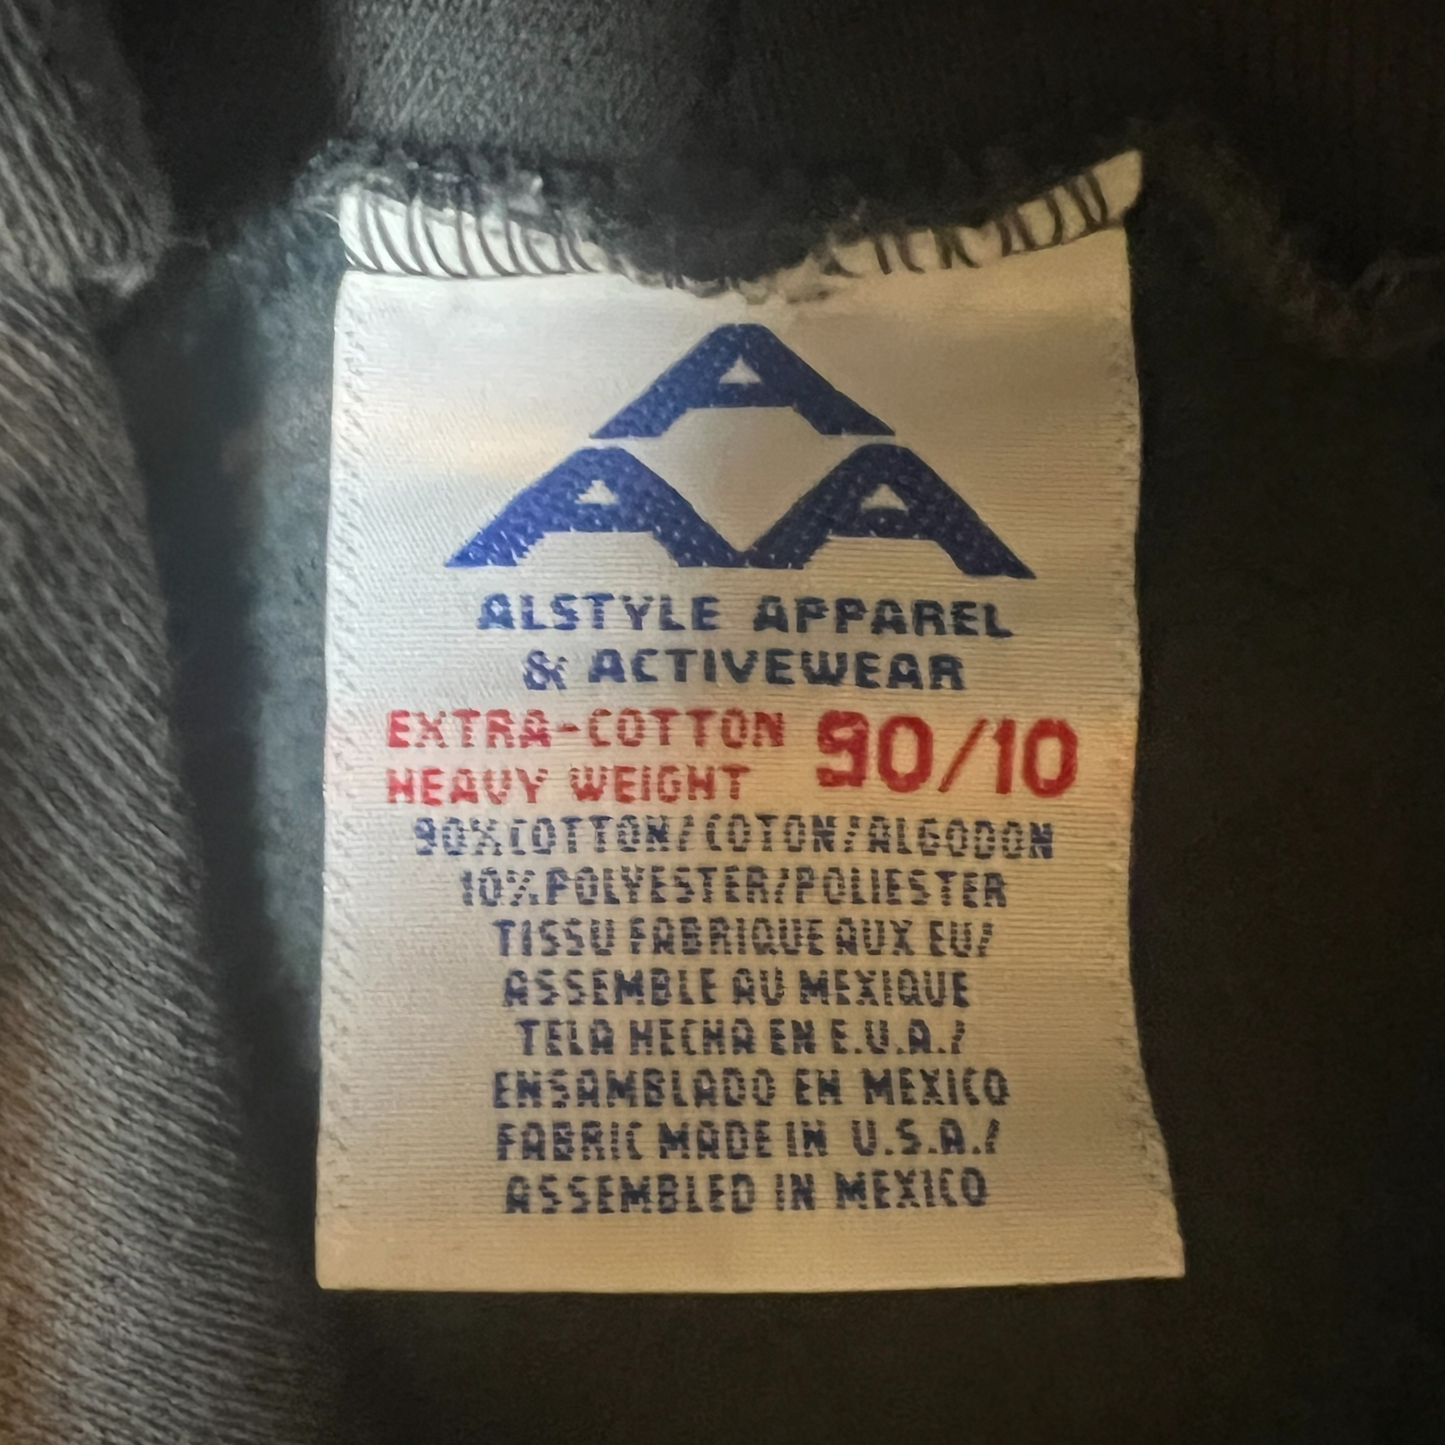 AAA
ALSTYLE APPAREL
& ACTIVEWEAR
EXTRA-COTTON 90/10
HEAVY WEIGHT
90%COTTON/COTON/ALGODON
10%POLYESTER/POLIESTER
TISSU FABRIQUE AUX EU/
ASSEMBLE AU MEXIQUE
TELA HECHA EN E.U.A./
ENSAMBLADO EN MEXICO
FABRIC MADE IN U.S.A./
ASSEMBLED IN MEXICO